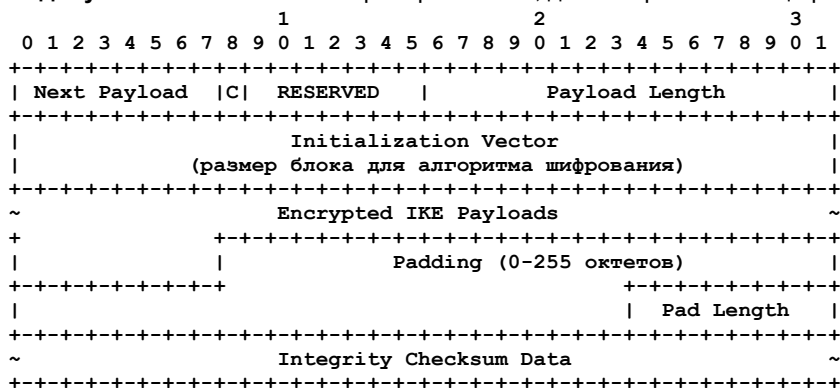 1 2 3
0 1 2 3 4 5 6 7 8 9 0 1 2 3 4 5 6 7 8 9 0 1 2 3 4 5 6 7 8 9 0 1
+-+-+-+-+-+-+-+-+-+-+-+-+-+-+-+-+-+-+-+-+-+-+-+-+-+-+-+-+-+-+-+-+
| Next Payload |C| RESERVED | Payload Length |
+-+-+-+-+-+-+-+-+-+-+-+-+-+-+-+-+-+-+-+-+-+-+-+-+-+-+-+-+-+-+-+-+
| Initialization Vector |
| (размер блока для алгоритма шифрования) |
+-+-+-+-+-+-+-+-+-+-+-+-+-+-+-+-+-+-+-+-+-+-+-+-+-+-+-+-+-+-+-+-+
~ Encrypted IKE Payloads ~
+ +-+-+-+-+-+-+-+-+-+-+-+-+-+-+-+-+-+-+-+-+-+-+-+-+
| | Padding (0-255 октетов) |
+-+-+-+-+-+-+-+-+ +-+-+-+-+-+-+-+-+
| | Pad Length |
+-+-+-+-+-+-+-+-+-+-+-+-+-+-+-+-+-+-+-+-+-+-+-+-+-+-+-+-+-+-+-+-+
~ Integrity Checksum Data ~
+-+-+-+-+-+-+-+-+-+-+-+-+-+-+-+-+-+-+-+-+-+-+-+-+-+-+-+-+-+-+-+-+